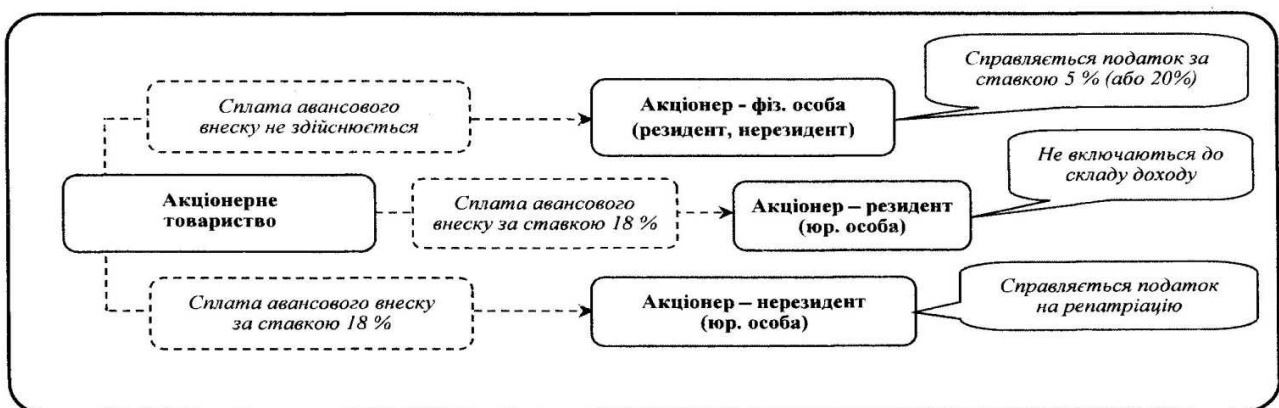 Справляється податок за
ставкою 5 % (або 20%)
Сплата авансового
внеску не здійснюється
Акціонер - фіз. особа
(резидент, нерезидент)
Не включаються до
складу доходу
Акціонерне
товариство
Сплата авансового
внеску за ставкою 18 %
Акціонер – резидент
(юр. особа)
Сплата авансового внеску
за ставкою 18 %
Акціонер – нерезидент
(юр. особа)
Справляється податок
на репатріацію